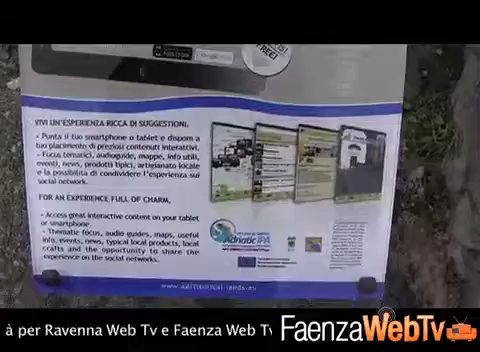 FREE!
VIVI UN'ESPERIENZA RICCA DI SUGGESTIONI.
- Punta il tuo smartphone o tablet e disponi a
tuo piacimento di preziosi contenuti interattivi.
- Focus tematici, audioguide, mappe, info utili,
eventi, news, prodotti tipici, artigianato locale
e la possibilità di condividere l'esperienza sui
social network.
FOR AN EXPERIENCE FULL OF CHARM.
- Access great interactive content on your tablet
or smartphone.
- Thematic focus, audio guides, maps, useful
info, events, news, typical local products, local
crafts and the opportunity to share the
experience on the social networks.
Adriatic IPA
à per Ravenna Web Tv e Faenza Web Tv
FaenzaWebTv